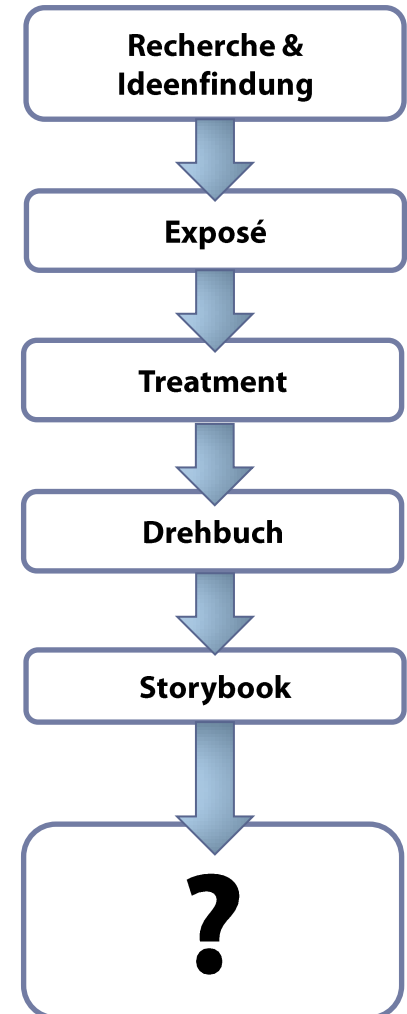 Recherche &
Ideenfindung
Exposé
Treatment
Drehbuch
Storybook
?